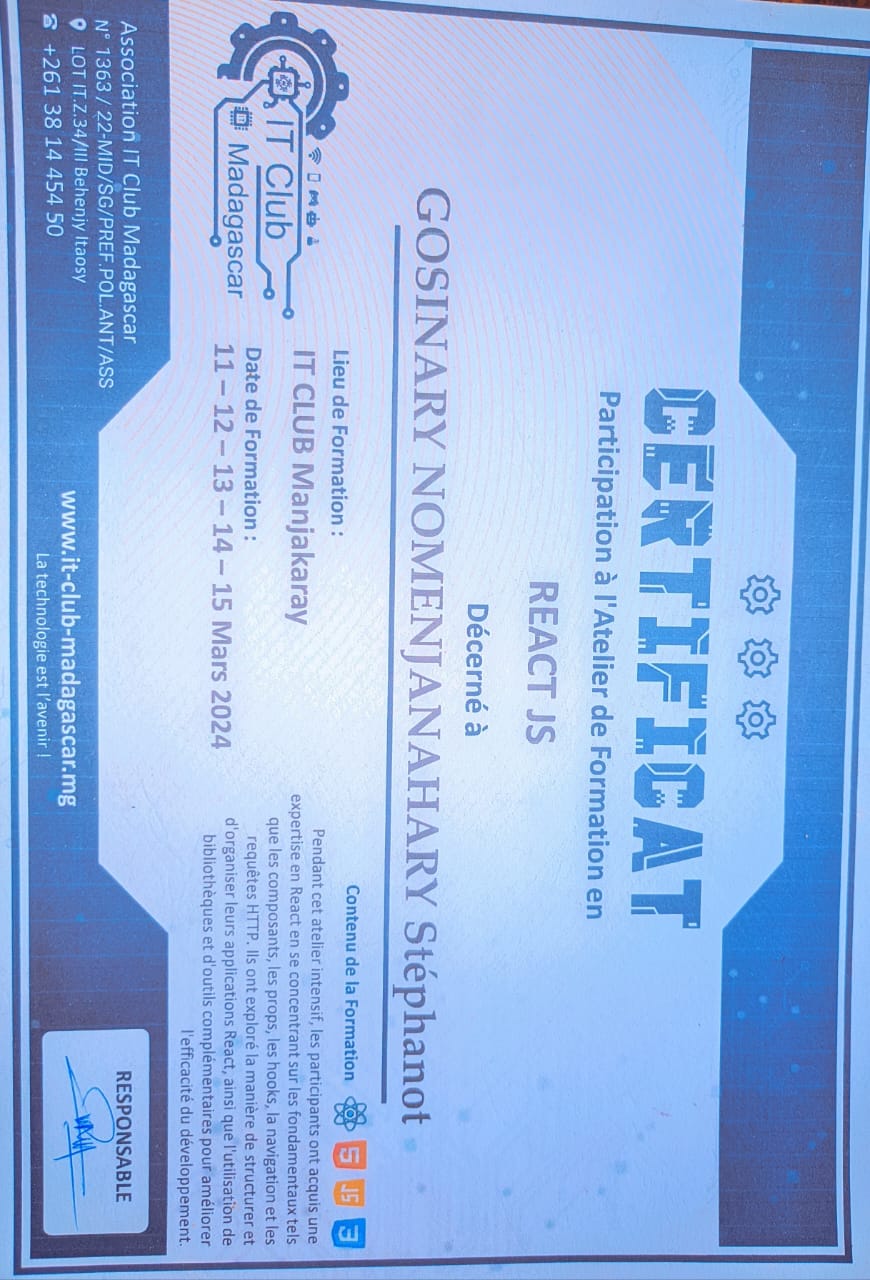 CERTIFICAT
Participation à l'Atelier de Formation en
REACT JS
Décerné à
GOSINARY NOMENJANAHARY Stéphanot
Lieu de Formation :
IT CLUB Manjakaray
Date de Formation :
11 – 12 – 13 – 14 – 15 Mars 2024
Contenu de la Formation
5 JS 3
Pendant cet atelier intensif, les participants ont acquis une
expertise en React en se concentrant sur les fondamentaux tels
que les composants, les props, les hooks, la navigation et les
requêtes HTTP. Ils ont exploré la manière de structurer et
d'organiser leurs applications React, ainsi que l'utilisation de
bibliothèques et d'outils complémentaires pour améliorer
l'efficacité du développement.
IT Club
Madagascar
Association IT Club Madagascar
N° 1363 / 22-MID/SG/PREF.POL.ANT/ASS
LOT IT.Z.34/III Behenjy Itaosy
+261 38 14 454 50
www.it-club-madagascar.mg
La technologie est l'avenir !
RESPONSABLE